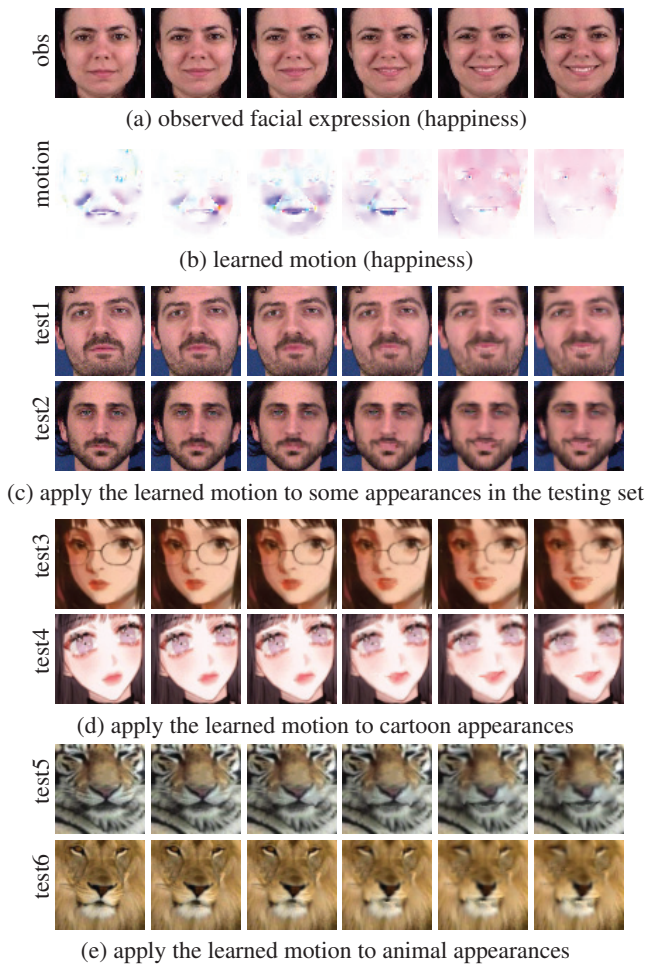 obs
(a) observed facial expression (happiness)
motion
(b) learned motion (happiness)
test1
test2
(c) apply the learned motion to some appearances in the testing set
test3
test4
(d) apply the learned motion to cartoon appearances
test5
test6
(e) apply the learned motion to animal appearances